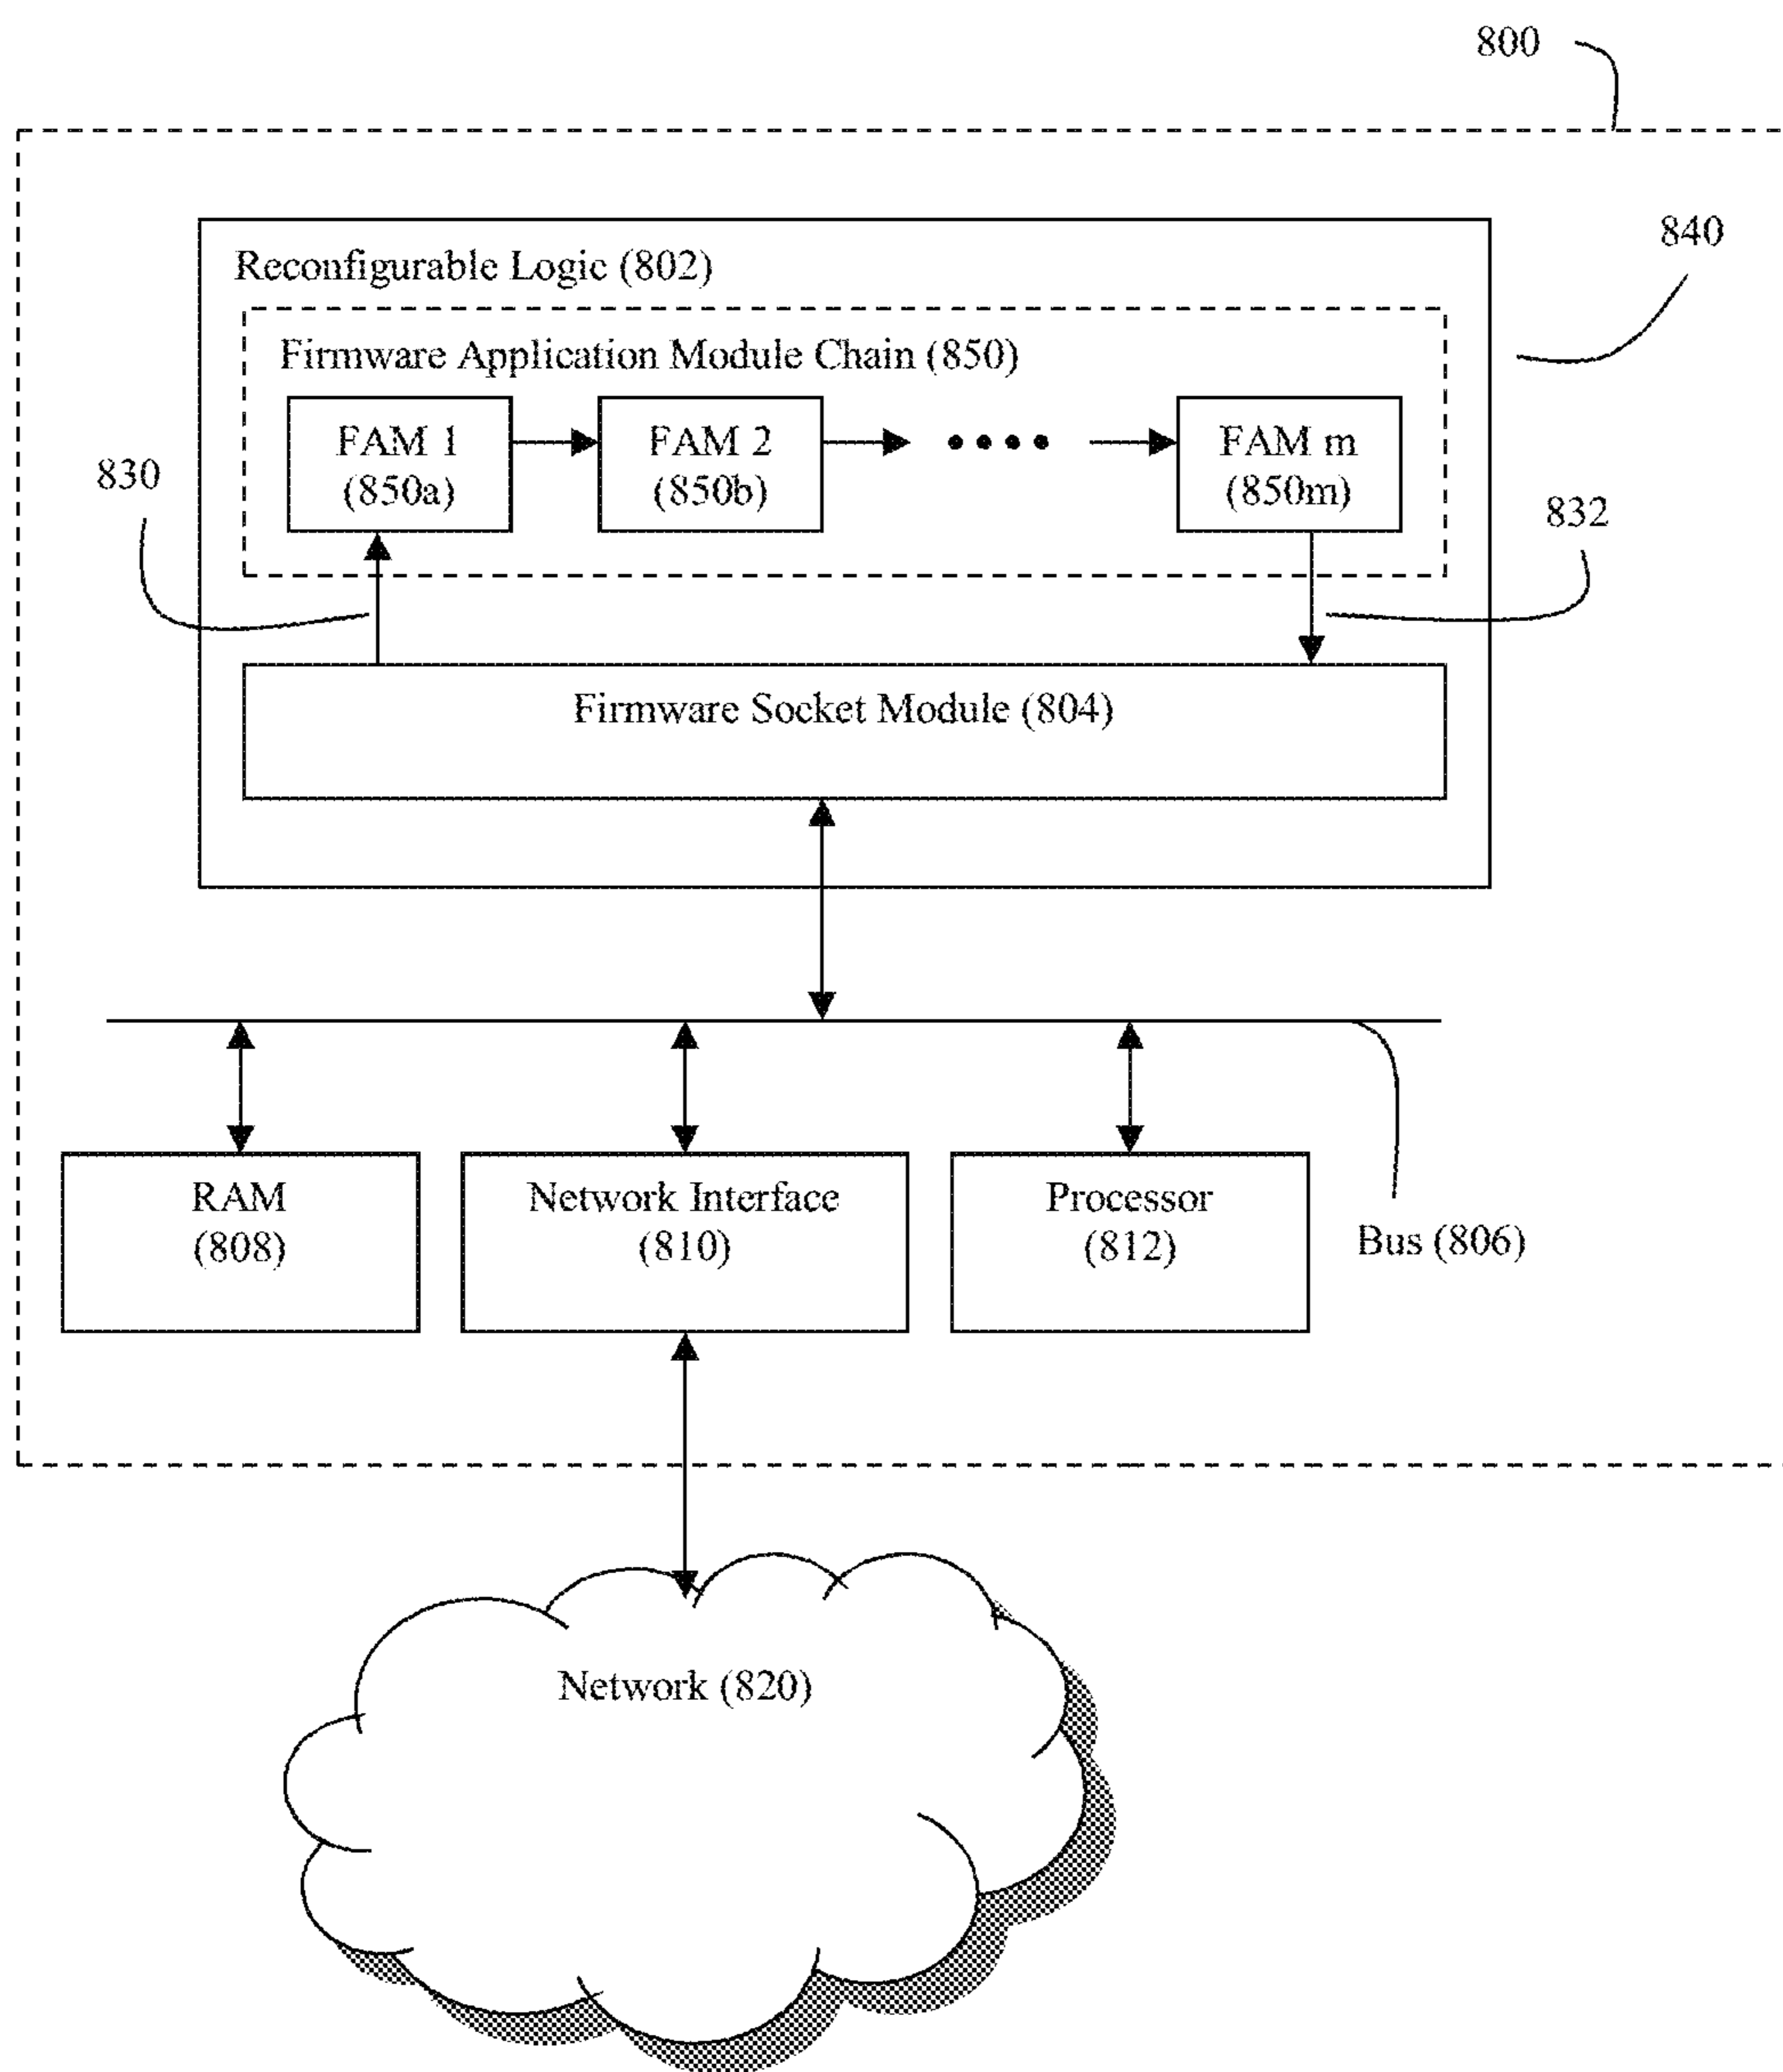 800
840
Reconfigurable Logic (802)
Firmware Application Module Chain (850)
FAM 1
(850a)
FAM 2
(850b)
FAM m
(850m)
830
832
Firmware Socket Module (804)
RAM
(808)
Network Interface
(810)
Processor
(812)
Bus (806)
Network (820)